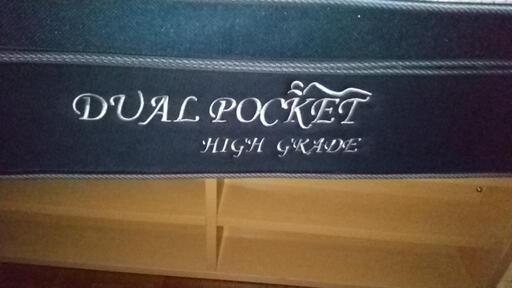 DUAL POCKET
HIGH GRADE